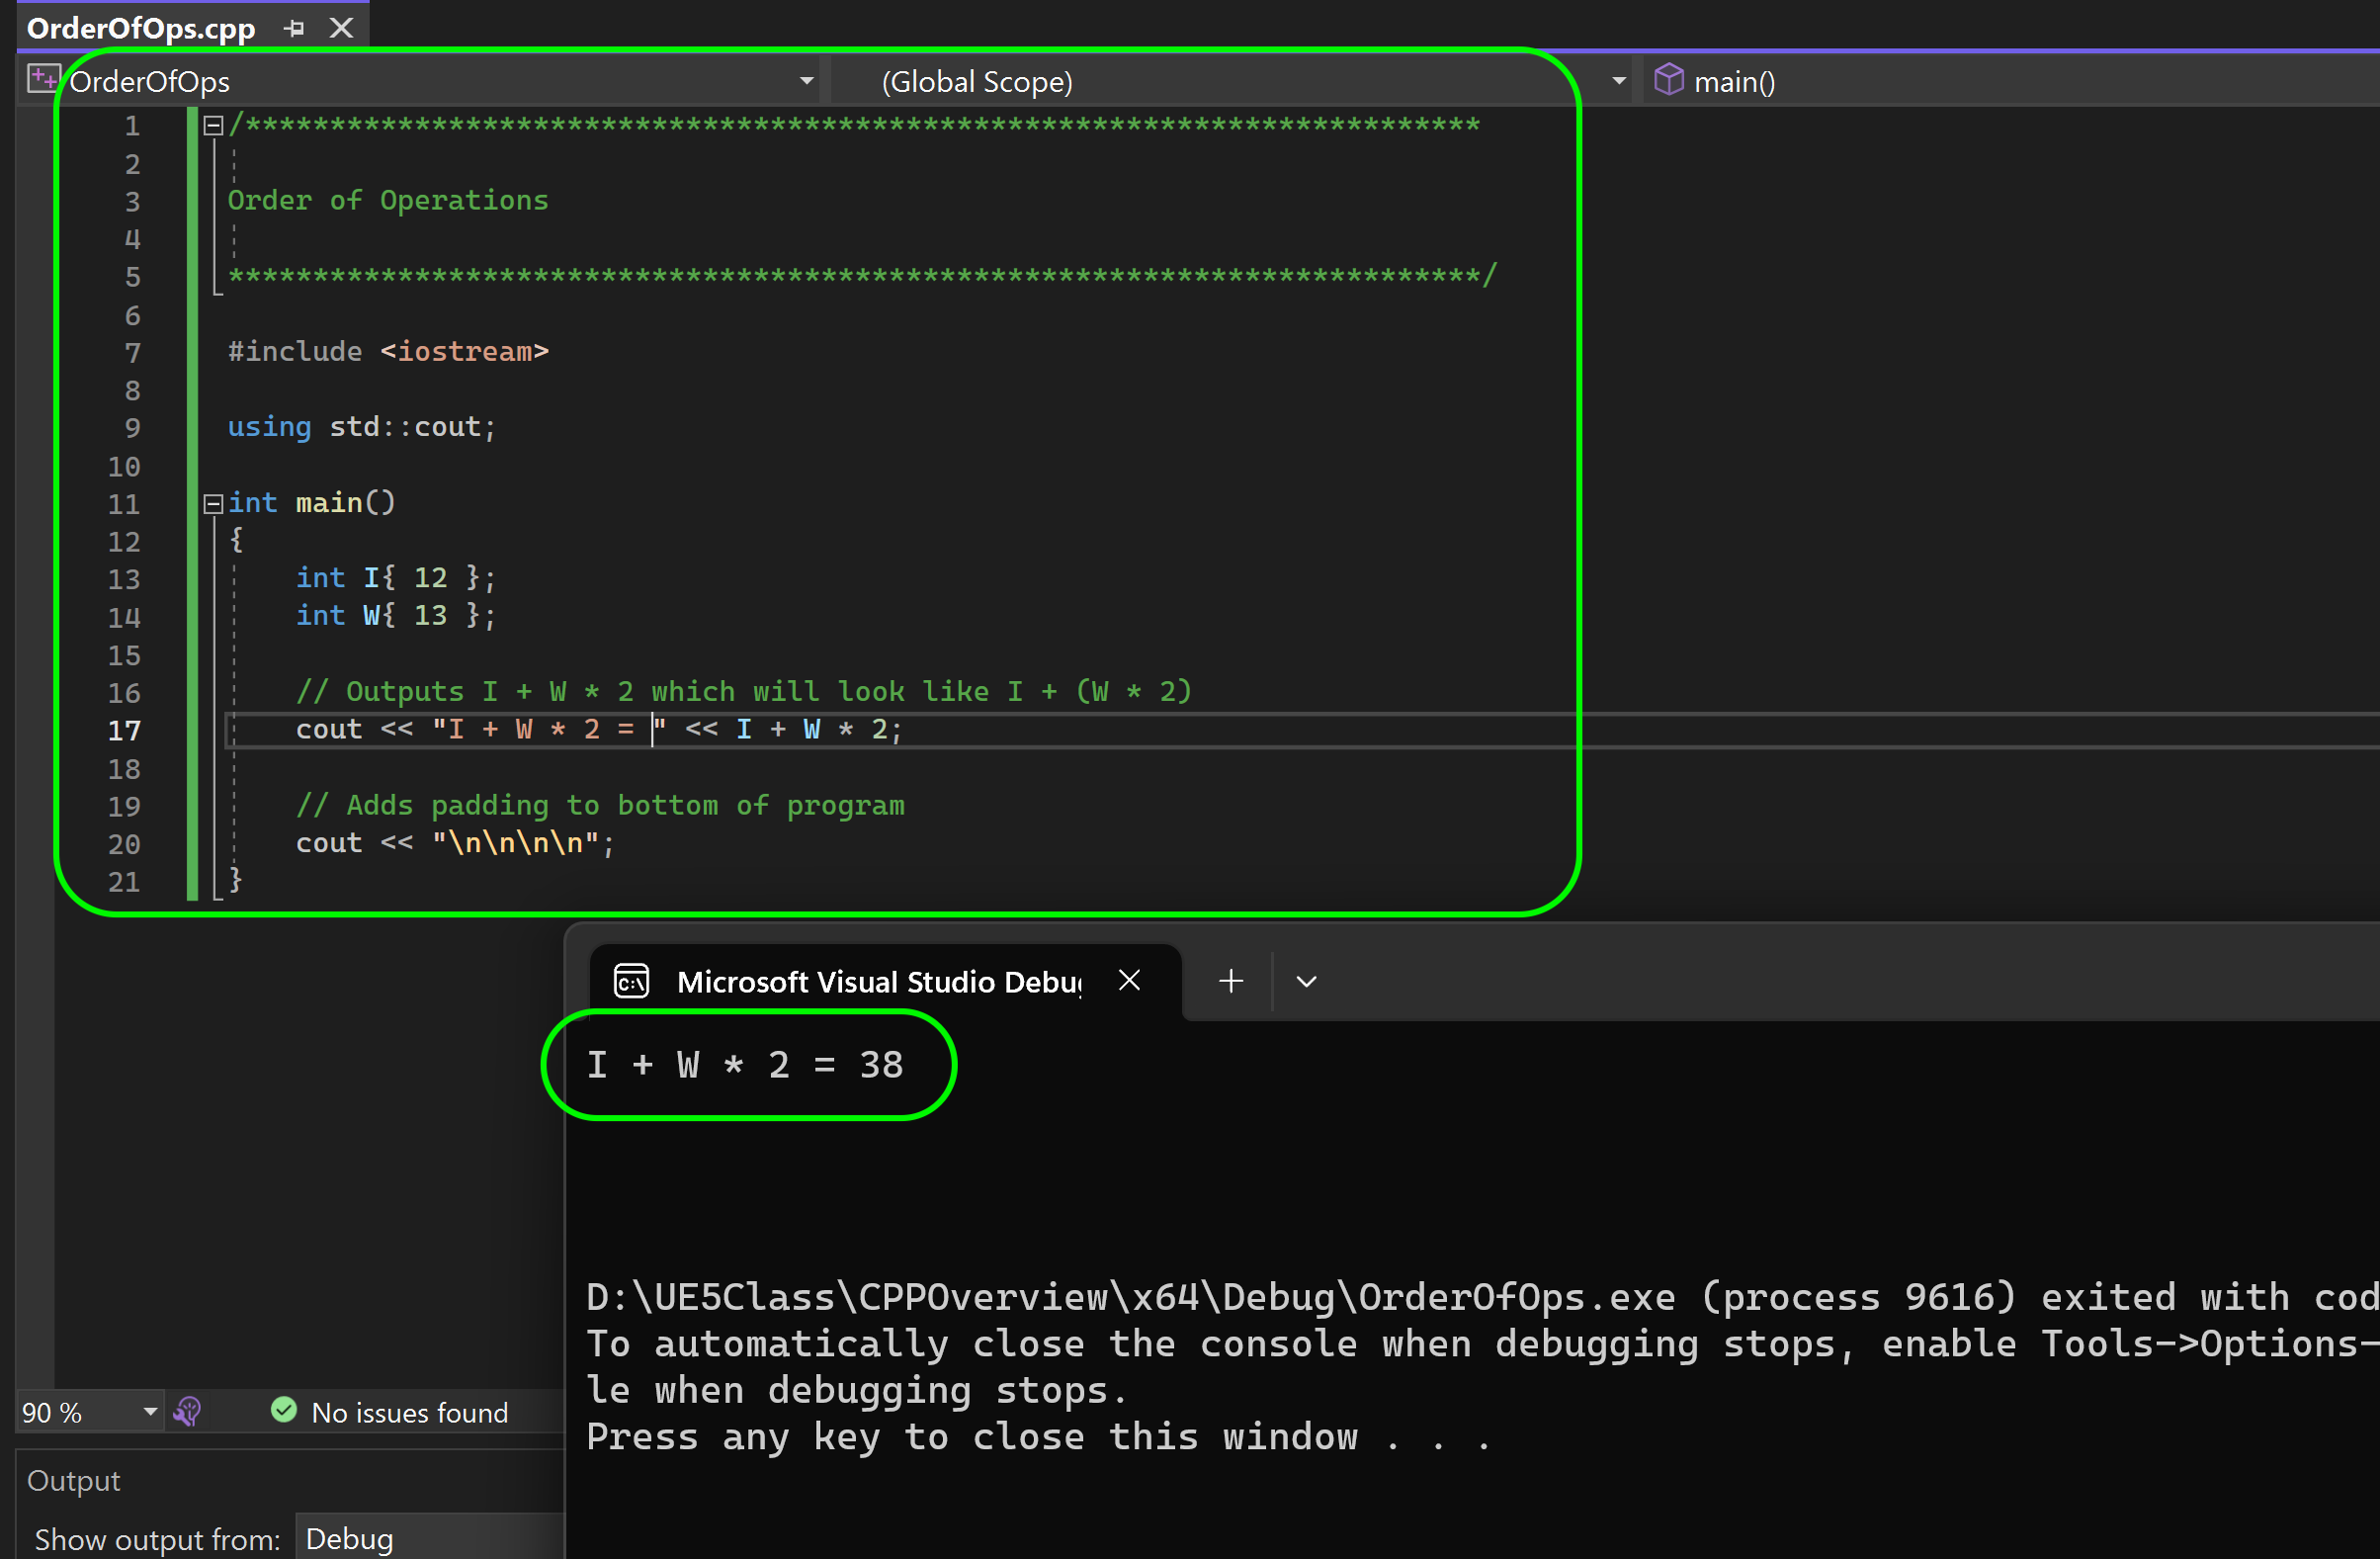 OrderOfOps.cpp
OrderOfOps (Global Scope) main()
1 /*************************************************************************
2
3 Order of Operations
4
5 **************************************************************************/
6
7 #include <iostream>
8
9 using std::cout;
10
11 int main()
12 {
13 int I{ 12 };
14 int W{ 13 };
15
16 // Outputs I + W * 2 which will look like I + (W * 2)
17 cout << "I + W * 2 = " << I + W * 2;
18
19 // Adds padding to bottom of program
20 cout << "\n\n\n\n";
21 }
C:\ Microsoft Visual Studio Debug
I + W * 2 = 38
D:\UE5Class\CPPOverview\x64\Debug\OrderOfOps.exe (process 9616) exited with cod
To automatically close the console when debugging stops, enable Tools->Options-
le when debugging stops.
Press any key to close this window . . .
90 % No issues found
Output
Show output from: Debug